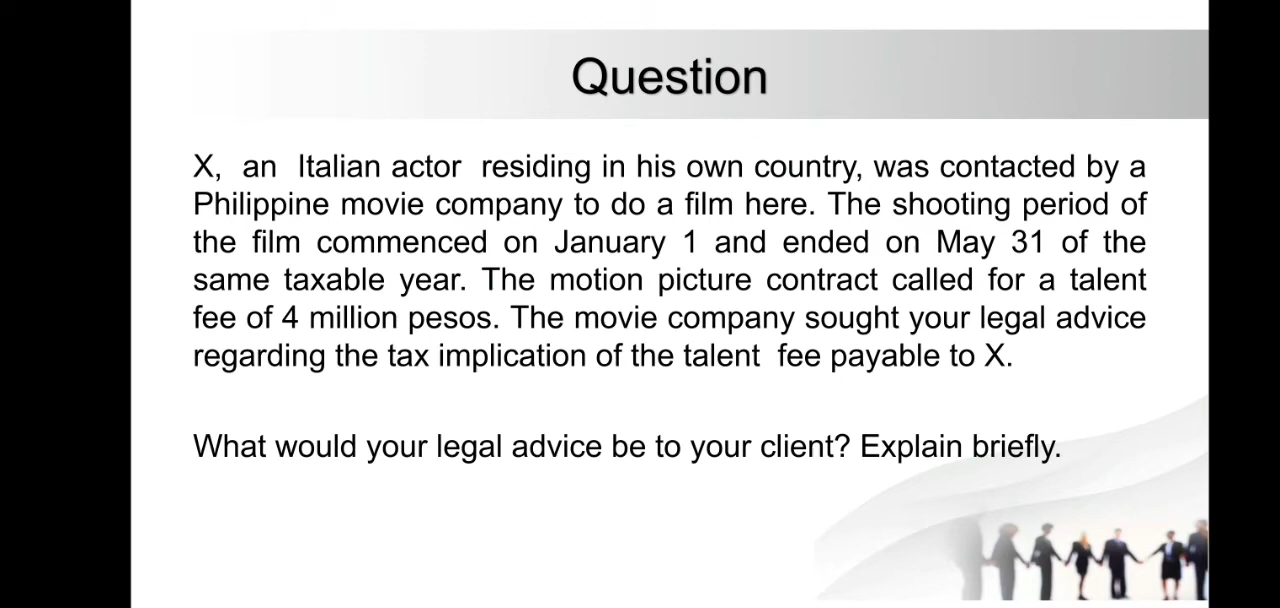 Question
X, an Italian actor residing in his own country, was contacted by a
Philippine movie company to do a film here. The shooting period of
the film commenced on January 1 and ended on May 31 of the
same taxable year. The motion picture contract called for a talent
fee of 4 million pesos. The movie company sought your legal advice
regarding the tax implication of the talent fee payable to X.
What would your legal advice be to your client? Explain briefly.